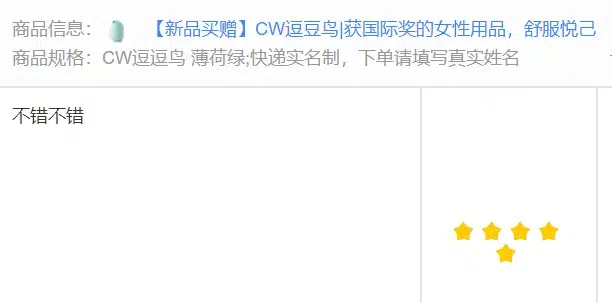 商品信息： 【新品买赠】CW逗豆鸟|获国际奖的女性用品，舒服悦己
商品规格：CW逗逗鸟 薄荷绿;快递实名制，下单请填写真实姓名
不错不错